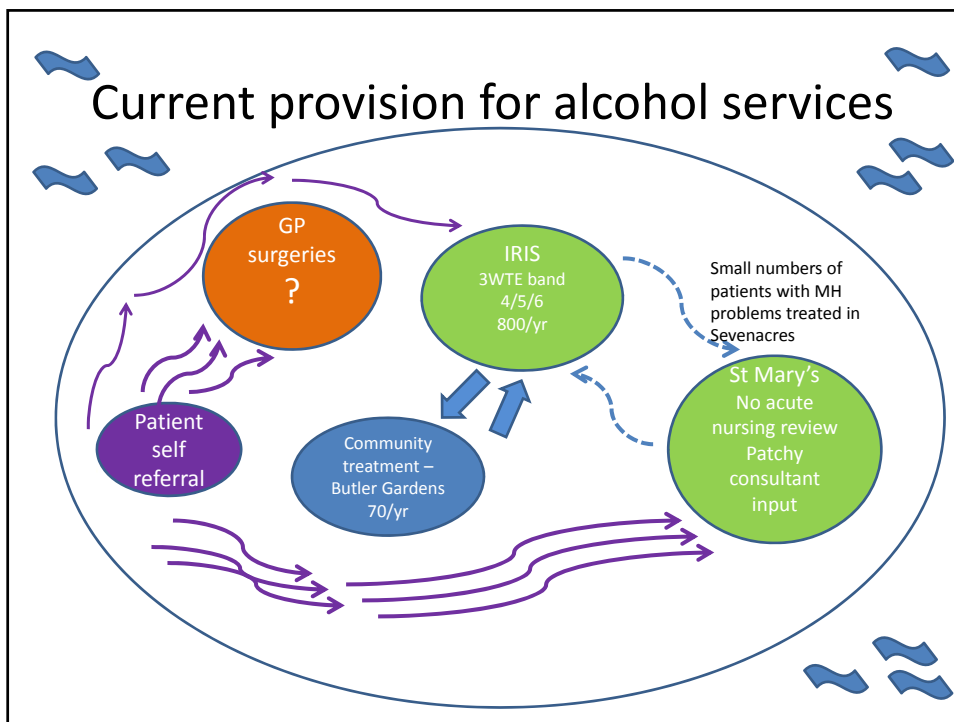 Current provision for alcohol services
GP
surgeries
?
IRIS
3WTE band
4/5/6
800/yr
Small numbers of
patients with MH
problems treated in
Sevenacres
St Mary's
No acute
nursing review
Patchy
consultant
input
Patient
self
referral
Community
treatment –
Butler Gardens
70/yr